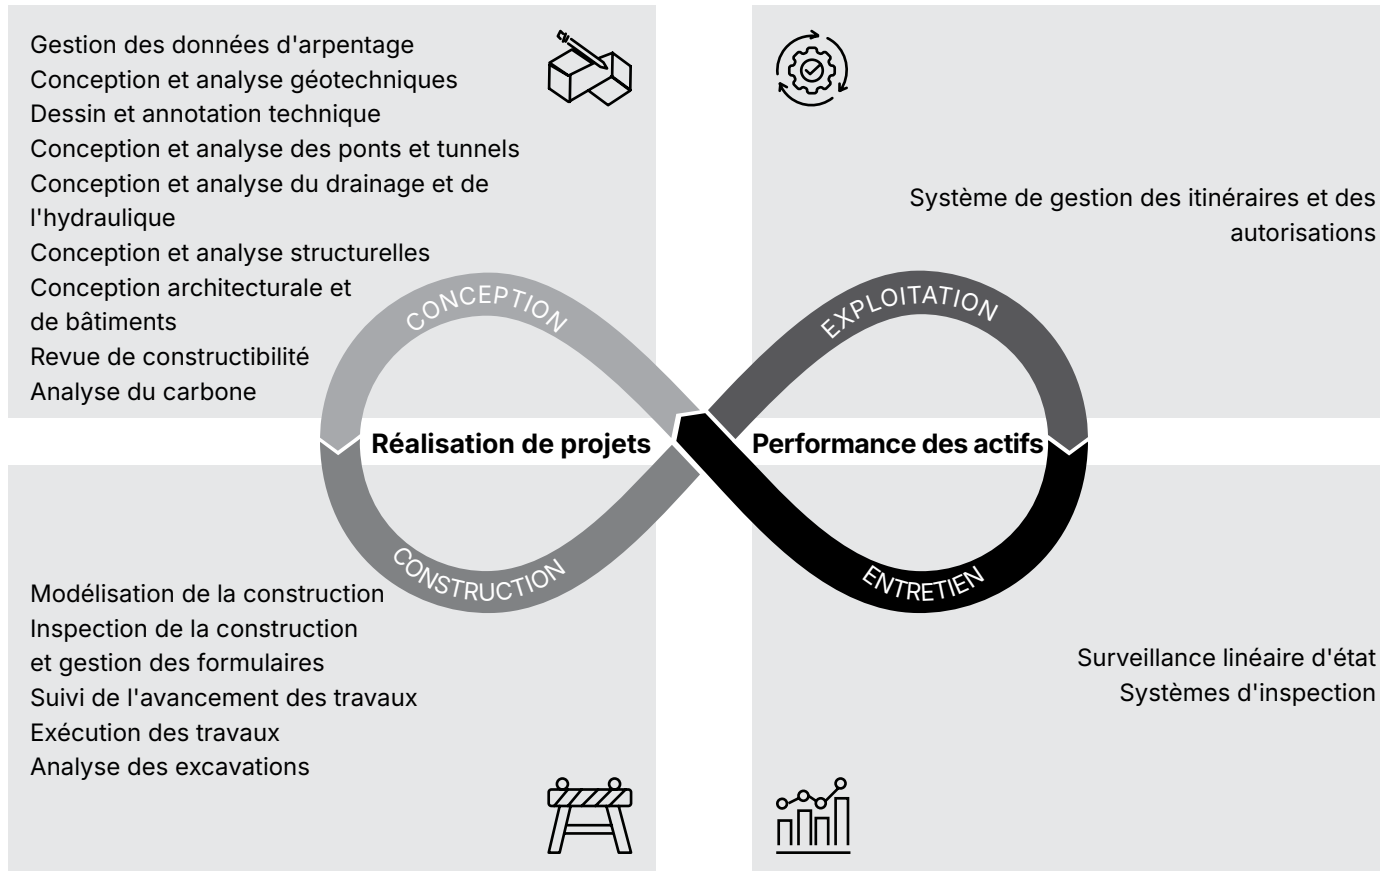 Gestion des données d'arpentage
Conception et analyse géotechniques
Dessin et annotation technique
Conception et analyse des ponts et tunnels
Conception et analyse du drainage et de
l'hydraulique
Conception et analyse structurelles
Conception architecturale et
de bâtiments
Revue de constructibilité
Analyse du carbone
Système de gestion des itinéraires et des
autorisations
CONCEPTION
EXPLOITATION
Réalisation de projets
Performance des actifs
CONSTRUCTION
ENTRETIEN
Modélisation de la construction
Inspection de la construction
et gestion des formulaires
Suivi de l'avancement des travaux
Exécution des travaux
Analyse des excavations
Surveillance linéaire d'état
Systèmes d'inspection